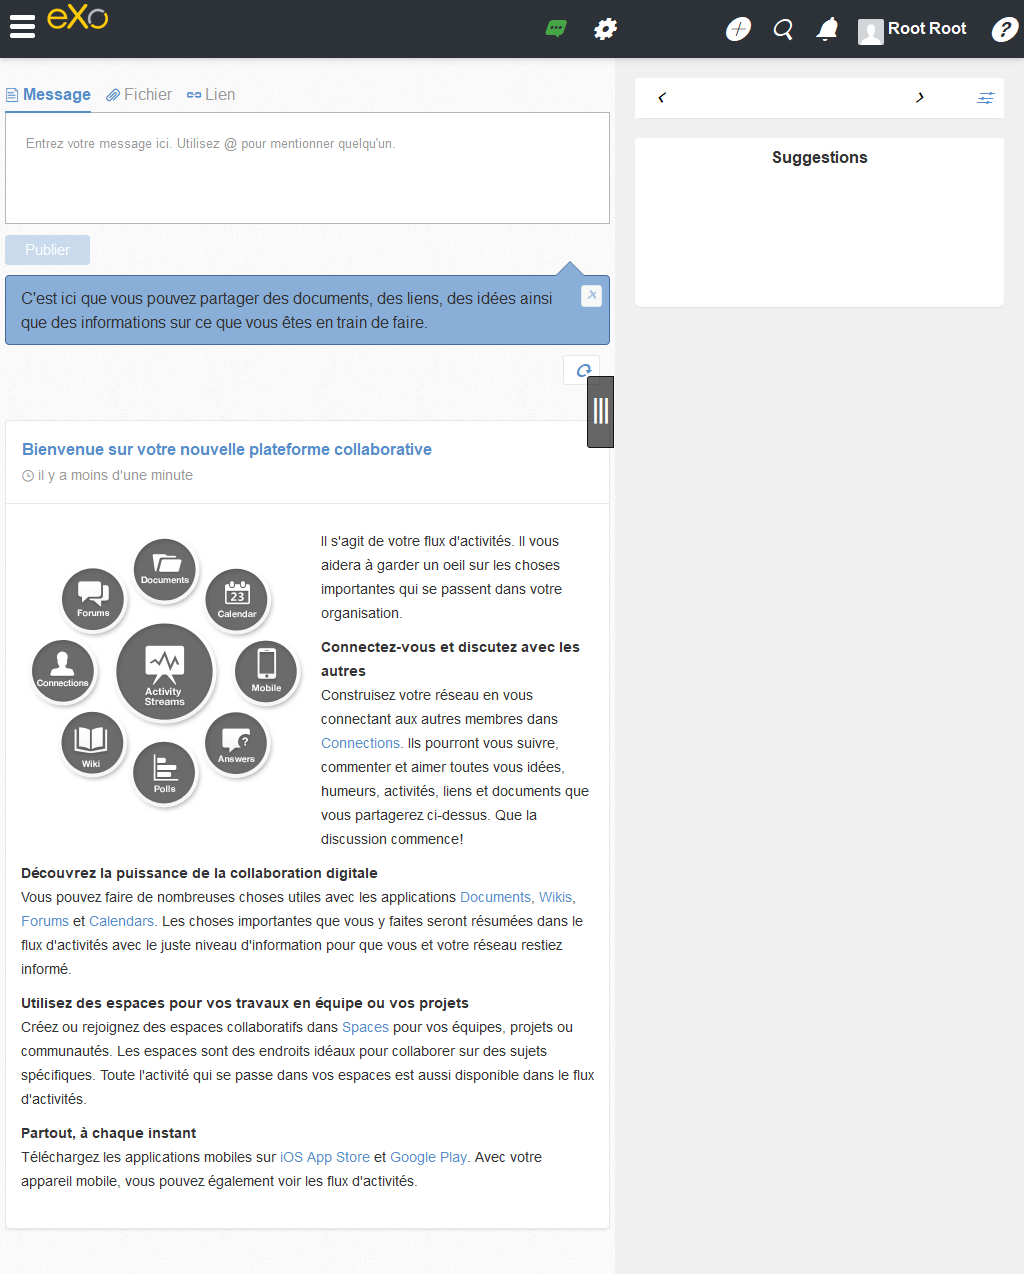 eXo
Root Root
?
Message Fichier Lien
Entrez votre message ici. Utilisez @ pour mentionner quelqu'un.
Publier
C'est ici que vous pouvez partager des documents, des liens, des idées ainsi
que des informations sur ce que vous êtes en train de faire.
Suggestions
Bienvenue sur votre nouvelle plateforme collaborative
il y a moins d'une minute
Documents
Forums
23
Calendar
Connections
Activity
Streams
Mobile
Wiki
?
Answers
Polls
Il s'agit de votre flux d'activités. Il vous
aidera à garder un oeil sur les choses
importantes qui se passent dans votre
organisation.
Connectez-vous et discutez avec les
autres
Construisez votre réseau en vous
connectant aux autres membres dans
Connections. Ils pourront vous suivre,
commenter et aimer toutes vous idées,
humeurs, activités, liens et documents que
vous partagerez ci-dessus. Que la
discussion commence!
Découvrez la puissance de la collaboration digitale
Vous pouvez faire de nombreuses choses utiles avec les applications Documents, Wikis,
Forums et Calendars. Les choses importantes que vous y faites seront résumées dans le
flux d'activités avec le juste niveau d'information pour que vous et votre réseau restiez
informé.
Utilisez des espaces pour vos travaux en équipe ou vos projets
Créez ou rejoignez des espaces collaboratifs dans Spaces pour vos équipes, projets ou
communautés. Les espaces sont des endroits idéaux pour collaborer sur des sujets
spécifiques. Toute l'activité qui se passe dans vos espaces est aussi disponible dans le flux
d'activités.
Partout, à chaque instant
Téléchargez les applications mobiles sur iOS App Store et Google Play. Avec votre
appareil mobile, vous pouvez également voir les flux d'activités.